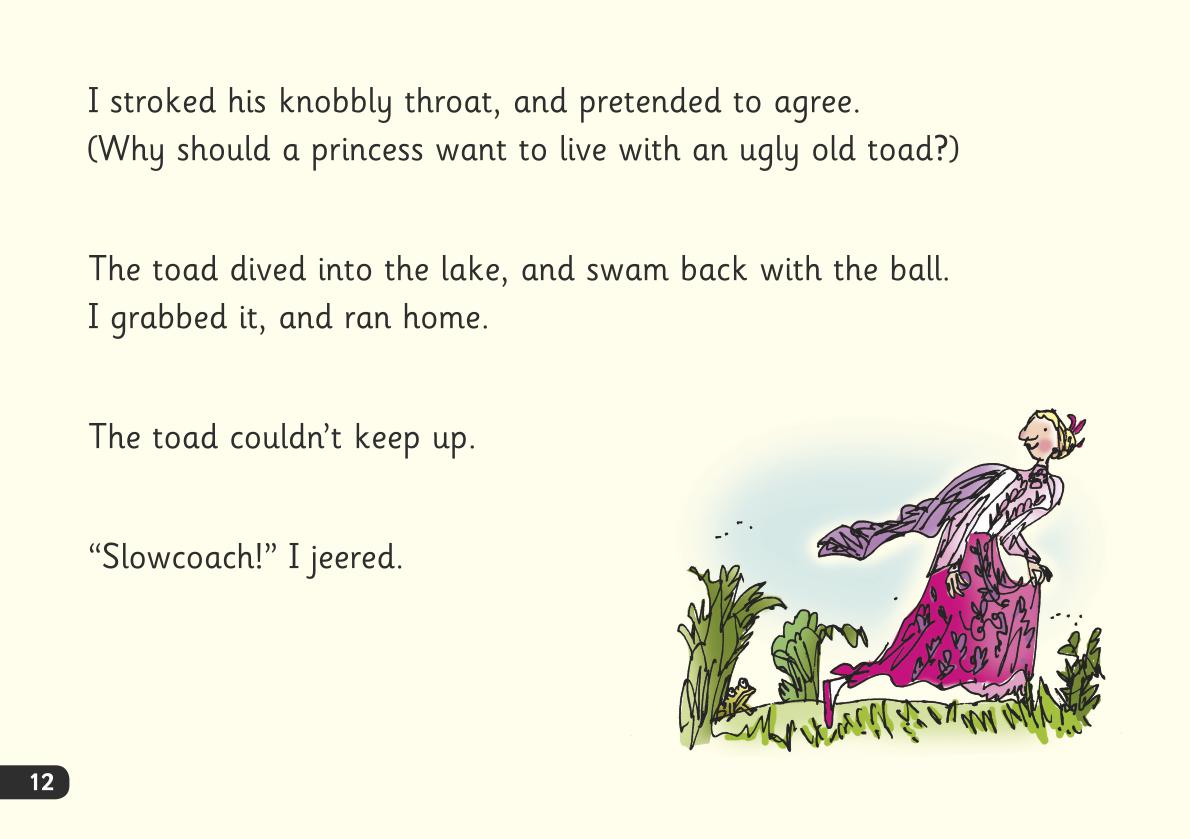 I stroked his knobbly throat, and pretended to agree.
(Why should a princess want to live with an ugly old toad?)
The toad dived into the lake, and swam back with the ball.
I grabbed it, and ran home.
The toad couldn’t keep up.
“Slowcoach!” I jeered.
12